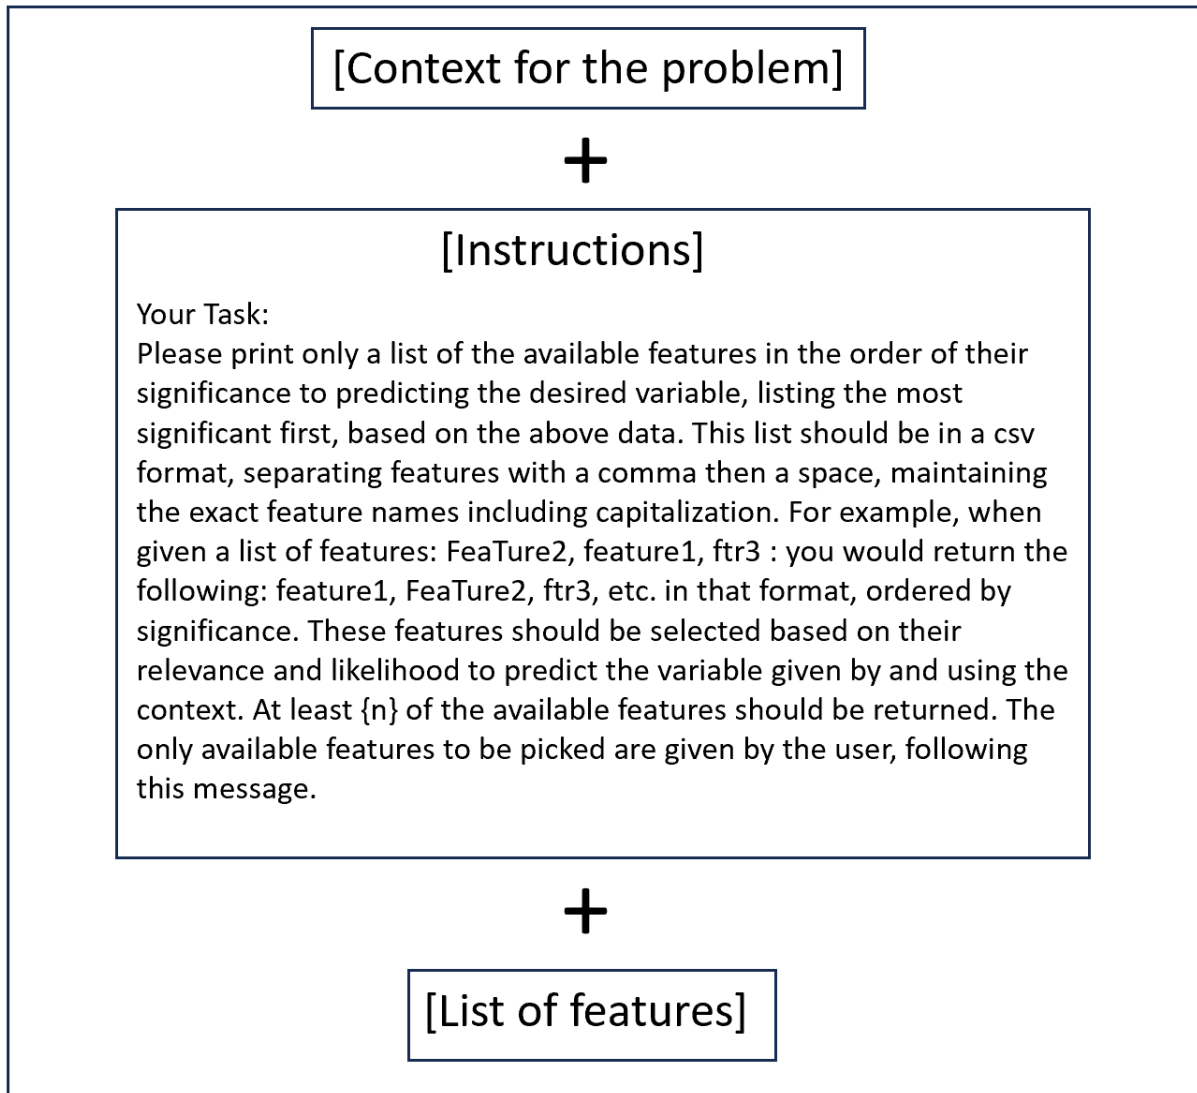 [Context for the problem]
+
[Instructions]
Your Task:
Please print only a list of the available features in the order of their
significance to predicting the desired variable, listing the most
significant first, based on the above data. This list should be in a csv
format, separating features with a comma then a space, maintaining
the exact feature names including capitalization. For example, when
given a list of features: FeaTure2, feature1, ftr3 : you would return the
following: feature1, FeaTure2, ftr3, etc. in that format, ordered by
significance. These features should be selected based on their
relevance and likelihood to predict the variable given by and using the
context. At least {n} of the available features should be returned. The
only available features to be picked are given by the user, following
this message.
+
[List of features]